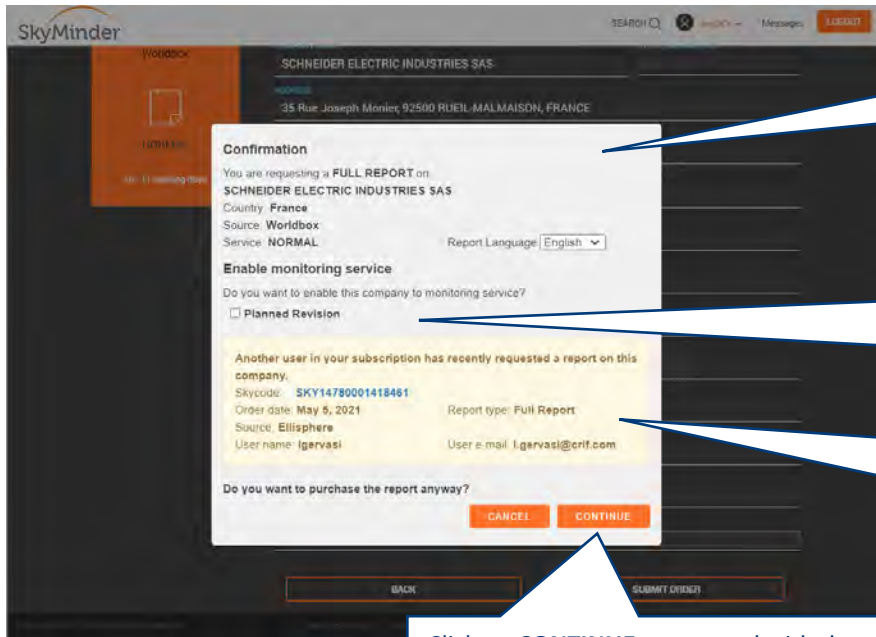 SkyMinder
SEARCH
Messages
LOGOUT
Worldbox
SCHNEIDER ELECTRIC INDUSTRIES SAS
ADDRESS
35 Rue Joseph Monier, 92500 RUEIL-MALMAISON, FRANCE
NORMAL
Confirmation
You are requesting a FULL REPORT on
SCHNEIDER ELECTRIC INDUSTRIES SAS
Country: France
Source: Worldbox
Service: NORMAL Report Language English
Enable monitoring service
Do you want to enable this company to monitoring service?
Planned Revision
Another user in your subscription has recently requested a report on this
company.
Skycode: SKY14780001418461
Order date: May 5, 2021 Report type: Full Report
Source: Ellisphere
User name: lgervasi User e-mail: l.gervasi@crif.com
Do you want to purchase the report anyway?
CANCEL CONTINUE
BACK SUBMIT ORDER